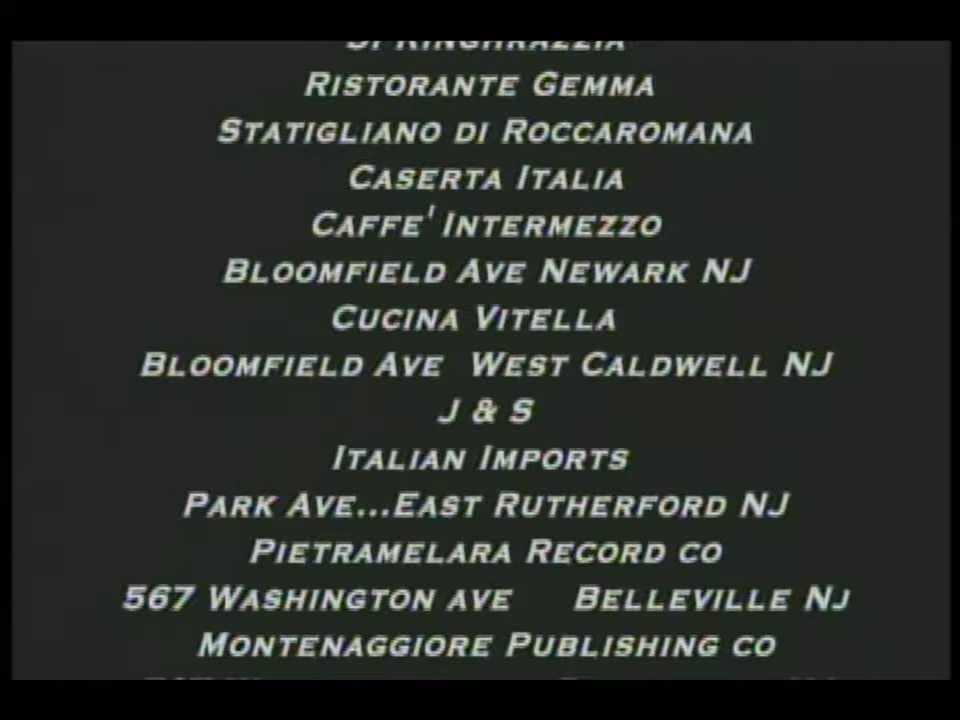 Ristorante Gemma
Statigliano di Roccaromana
Caserta Italia
Caffe' Intermezzo
Bloomfield Ave Newark NJ
Cucina Vitella
Bloomfield Ave West Caldwell NJ
J & S
Italian Imports
Park Ave...East Rutherford NJ
Pietramelara Record co
567 Washington ave Belleville Nj
Montenaggiore Publishing co